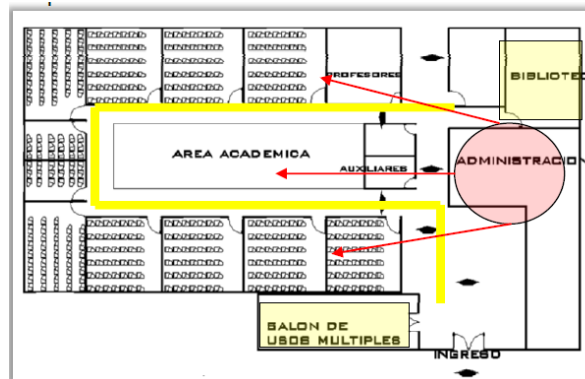 PROFESORES
BIBLIOTEC
AREA ACADEMICA
AUXILIARES
ADMINISTRACION
SALON DE
USOS MULTIPLES
INGRESO